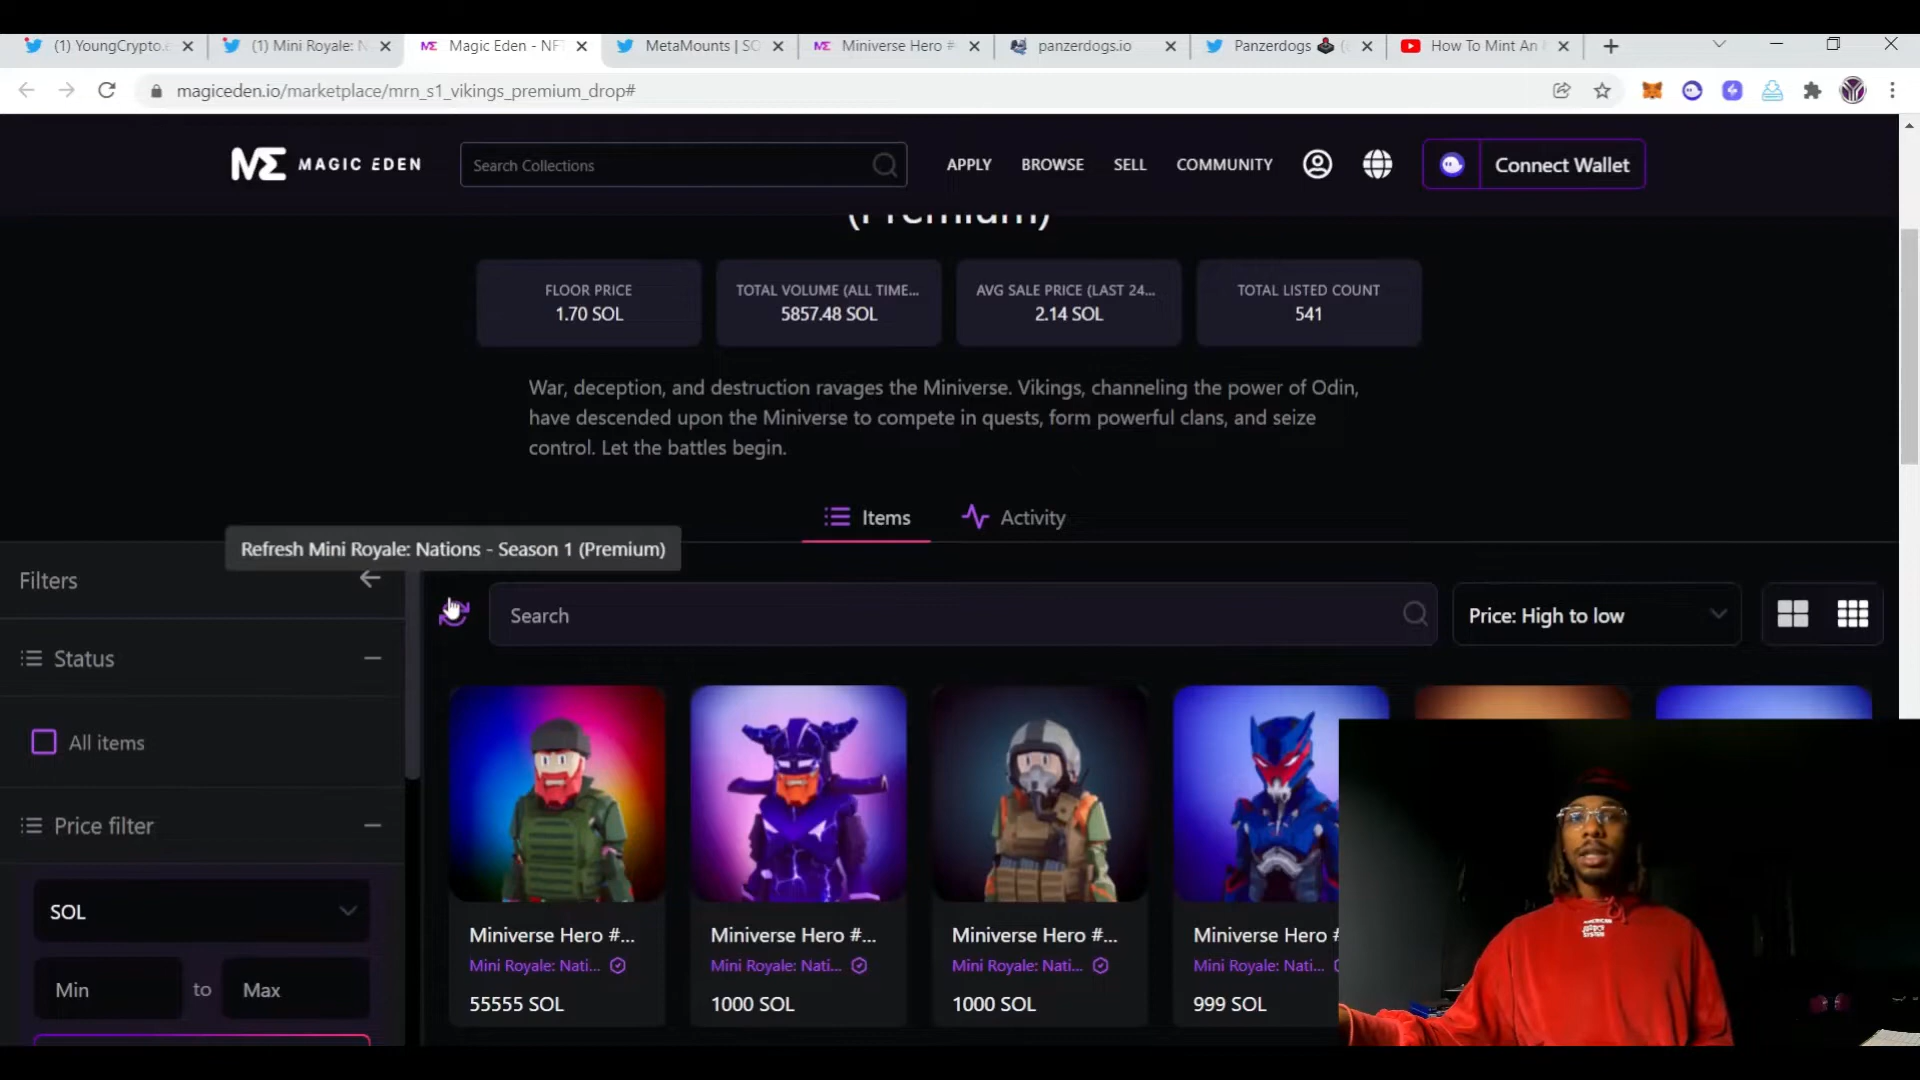 (1) YoungCrypto.e
(1) Mini Royale: N
Magic Eden - NF
MetaMounts | SO
Miniverse Hero #
panzerdogs.io
Panzerdogs
How To Mint An
magiceden.io/marketplace/mrn_s1_vikings_premium_drop#
MAGIC EDEN
Search Collections
APPLY
BROWSE
SELL
COMMUNITY
Connect Wallet
(Premium)
FLOOR PRICE
1.70 SOL
TOTAL VOLUME (ALL TIME...
5857.48 SOL
AVG SALE PRICE (LAST 24...
2.14 SOL
TOTAL LISTED COUNT
541
War, deception, and destruction ravages the Miniverse. Vikings, channeling the power of Odin,
have descended upon the Miniverse to compete in quests, form powerful clans, and seize
control. Let the battles begin.
Items
Activity
Refresh Mini Royale: Nations - Season 1 (Premium)
Filters
Search
Price: High to low
Status
All items
Price filter
SOL
Min
to
Max
Miniverse Hero #...
Mini Royale: Nati...
55555 SOL
Miniverse Hero #...
Mini Royale: Nati...
1000 SOL
Miniverse Hero #...
Mini Royale: Nati...
1000 SOL
Miniverse Hero #
Mini Royale: Nati...
999 SOL